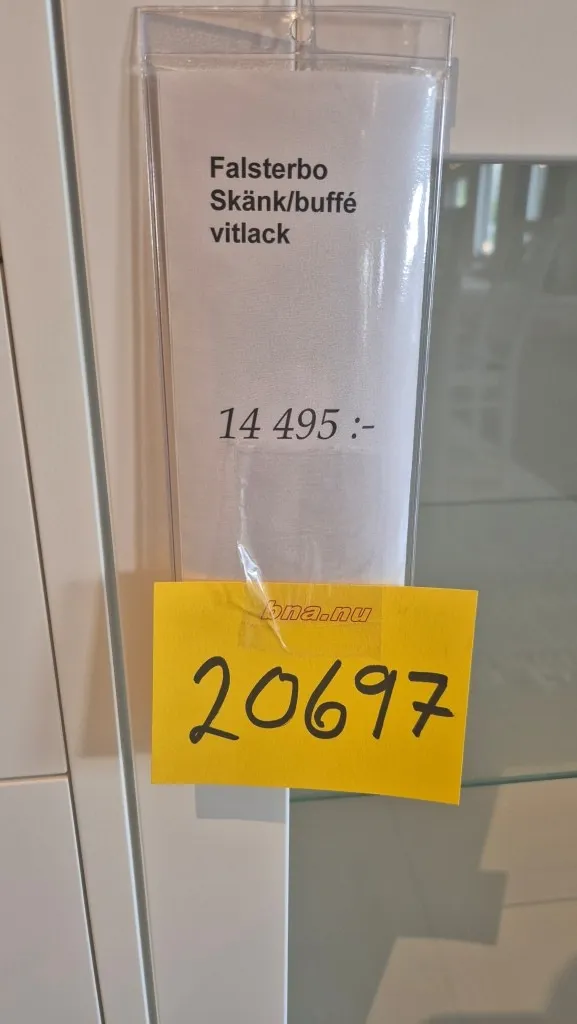 Falsterbo
Skänk/buffé
vitlack
14 495 :-
bna.nu
20697